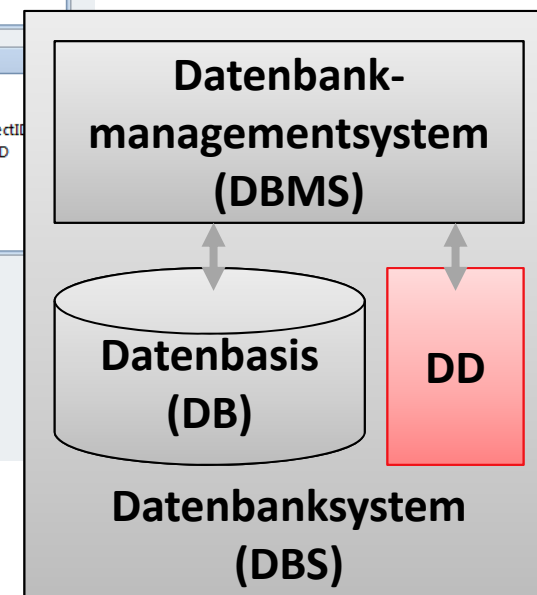 Datenbank-
managementsystem
(DBMS)
Datenbasis
(DB)
DD
Datenbanksystem
(DBS)